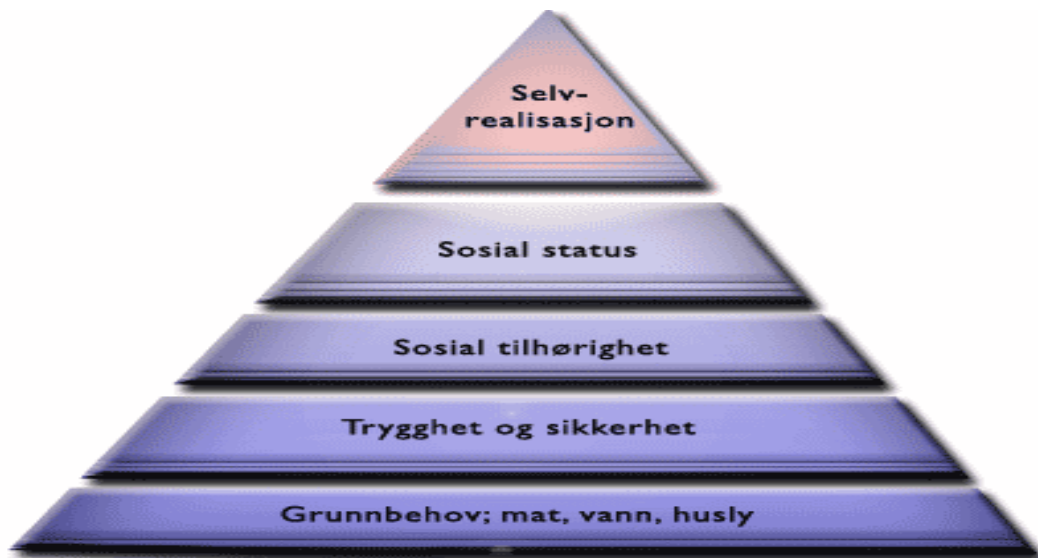 Selv-
realisasjon
Sosial status
Sosial tilhørighet
Trygghet og sikkerhet
Grunnbehov; mat, vann, husly